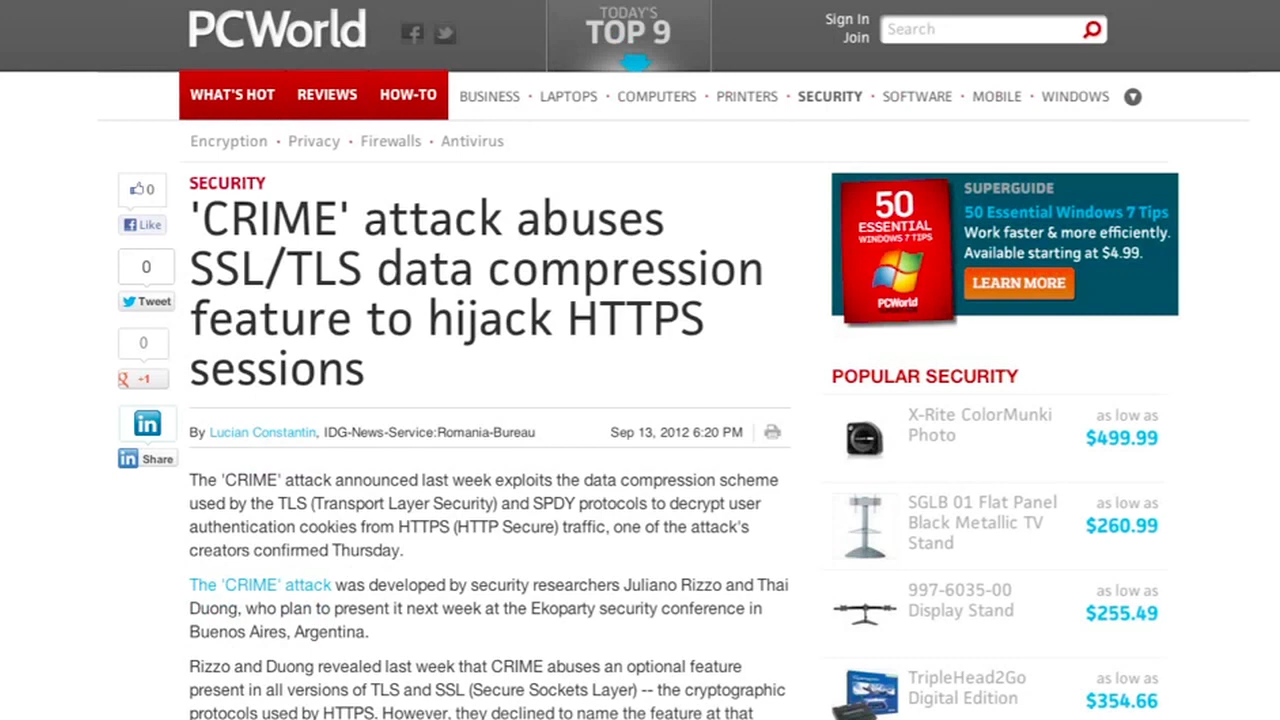 PCWorld
TODAY'S
TOP 9
Sign In
Join
Search
WHAT'S HOT REVIEWS HOW-TO BUSINESS • LAPTOPS • COMPUTERS • PRINTERS • SECURITY • SOFTWARE • MOBILE • WINDOWS
Encryption • Privacy • Firewalls • Antivirus
0
Like
0
Tweet
0
+1
in
in Share
SECURITY
'CRIME' attack abuses
SSL/TLS data compression
feature to hijack HTTPS
sessions
By Lucian Constantin, IDG-News-Service:Romania-Bureau Sep 13, 2012 6:20 PM
The 'CRIME' attack announced last week exploits the data compression scheme
used by the TLS (Transport Layer Security) and SPDY protocols to decrypt user
authentication cookies from HTTPS (HTTP Secure) traffic, one of the attack's
creators confirmed Thursday.
The 'CRIME' attack was developed by security researchers Juliano Rizzo and Thai
Duong, who plan to present it next week at the Ekoparty security conference in
Buenos Aires, Argentina.
Rizzo and Duong revealed last week that CRIME abuses an optional feature
present in all versions of TLS and SSL (Secure Sockets Layer) -- the cryptographic
protocols used by HTTPS. However, they declined to name the feature at that
50
ESSENTIAL
WINDOWS 7 TIPS
PCWorld
SUPERGUIDE
50 Essential Windows 7 Tips
Work faster & more efficiently.
Available starting at $4.99.
LEARN MORE
POPULAR SECURITY
X-Rite ColorMunki
Photo
as low as
$499.99
SGLB 01 Flat Panel
Black Metallic TV
Stand
as low as
$260.99
997-6035-00
Display Stand
as low as
$255.49
TripleHead2Go
Digital Edition
as low as
$354.66